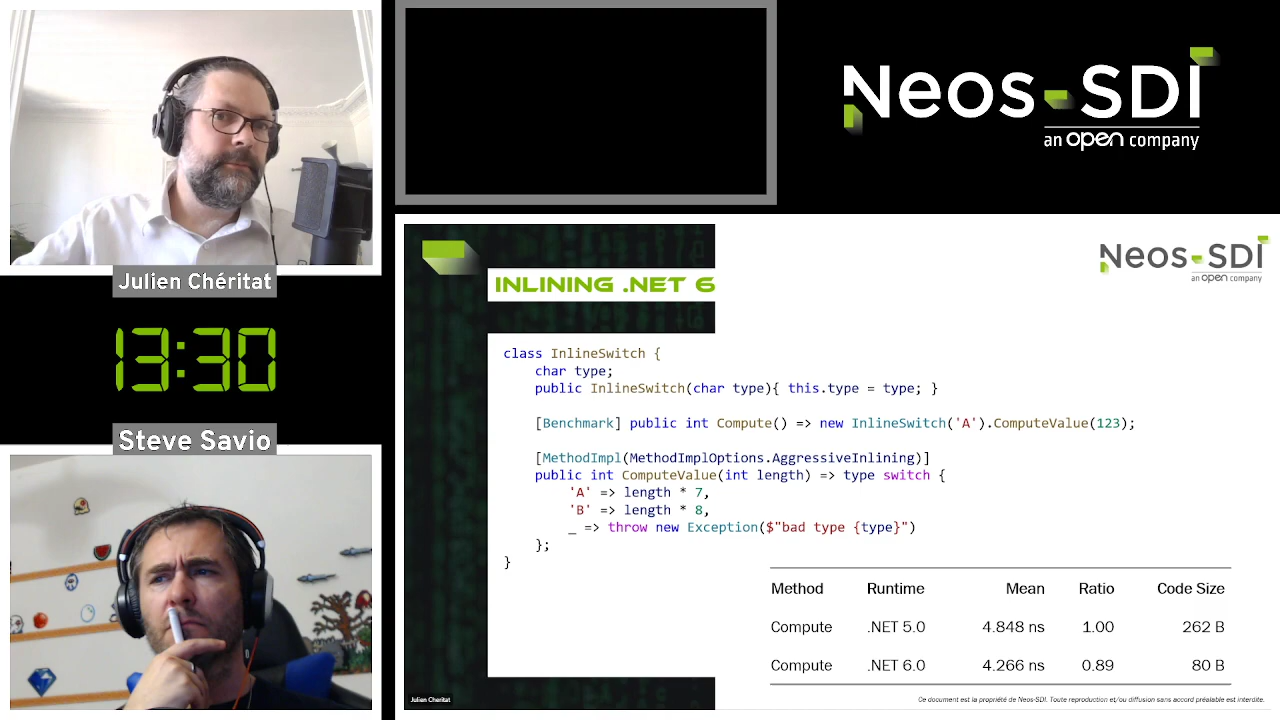 Julien Chéritat
13:30
Steve Savio
Neos-SDI
an open company
Neos-SDI
an open company
INLINING .NET 6
class InlineSwitch {
char type;
public InlineSwitch(char type){ this.type = type; }
[Benchmark] public int Compute() => new InlineSwitch('A').ComputeValue(123);
[MethodImpl(MethodImplOptions.AggressiveInlining)]
public int ComputeValue(int length) => type switch {
'A' => length * 7,
'B' => length * 8,
_ => throw new Exception($"bad type {type}")
};
}
Method Runtime Mean Ratio Code Size
Compute .NET 5.0 4.848 ns 1.00 262 B
Compute .NET 6.0 4.266 ns 0.89 80 B
Julien Cheritat
Ce document est la propriété de Neos-SDI. Toute reproduction et/ou diffusion sans accord préalable est interdite.